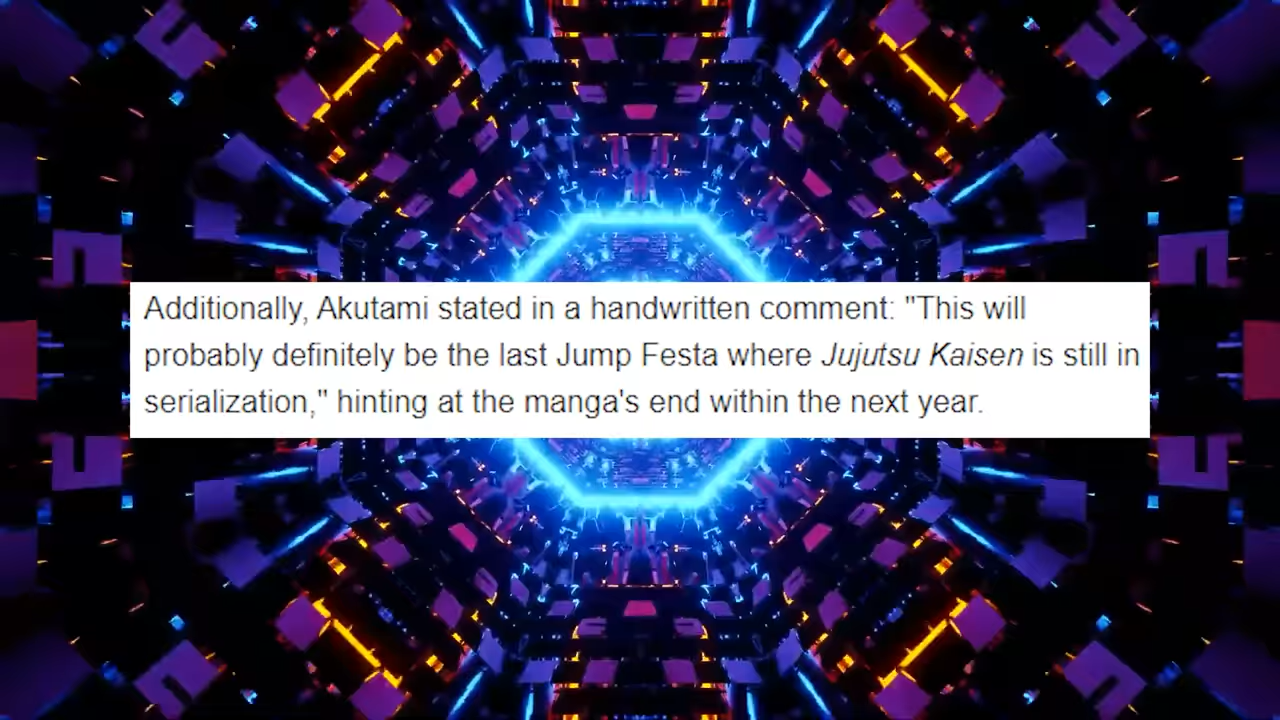 Additionally, Akutami stated in a handwritten comment: "This will
probably definitely be the last Jump Festa where Jujutsu Kaisen is still in
serialization," hinting at the manga's end within the next year.